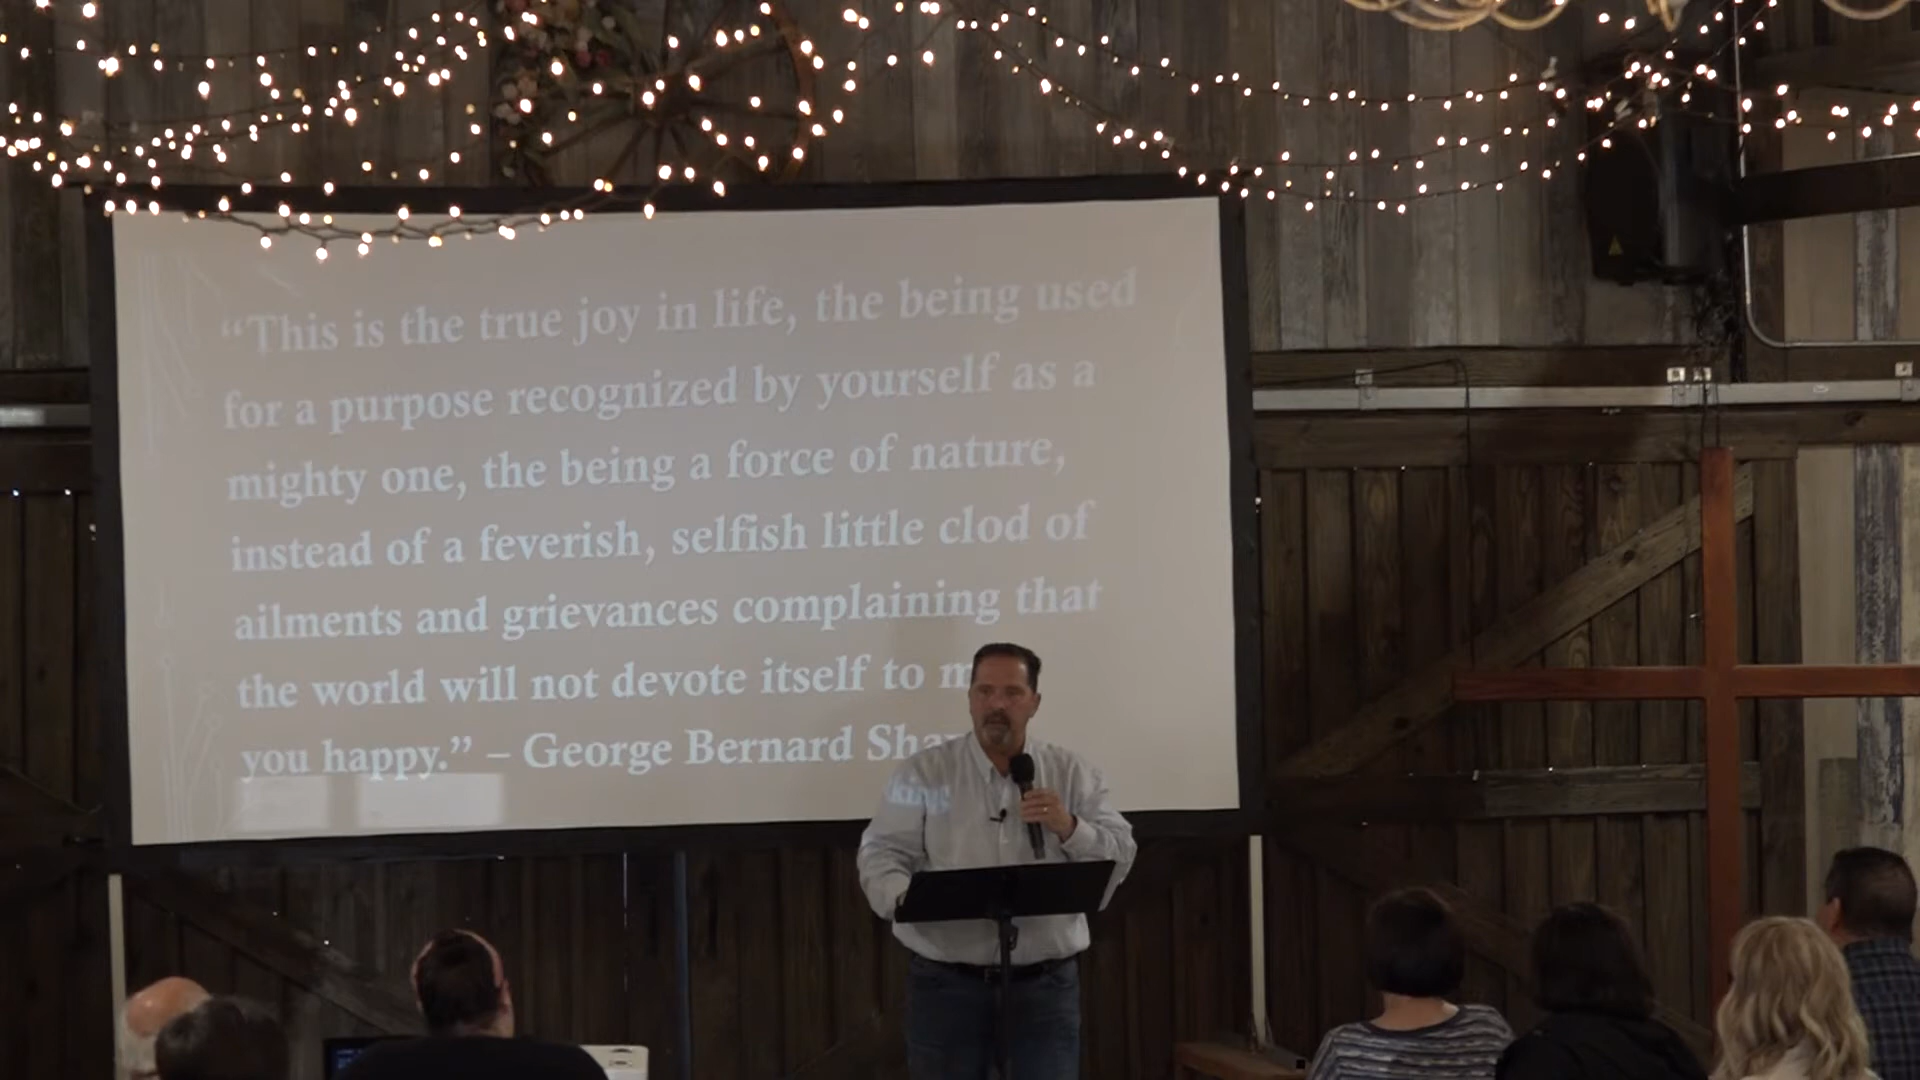 “This is the true joy in life, the being used
for a purpose recognized by yourself as a
mighty one, the being a force of nature,
instead of a feverish, selfish little clod of
ailments and grievances complaining that
the world will not devote itself to
you happy.” – George Bernard